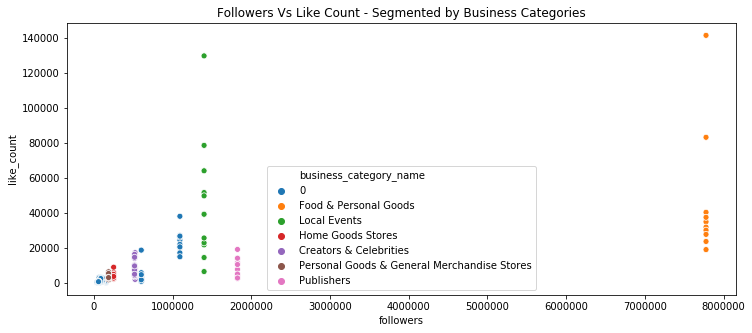 Followers Vs Like Count - Segmented by Business Categories
140000
120000
100000
80000
60000
40000
20000
0
like_count
business_category_name
0
Food & Personal Goods
Local Events
Home Goods Stores
Creators & Celebrities
Personal Goods & General Merchandise Stores
Publishers
0
1000000
2000000
3000000
4000000
5000000
6000000
7000000
8000000
followers